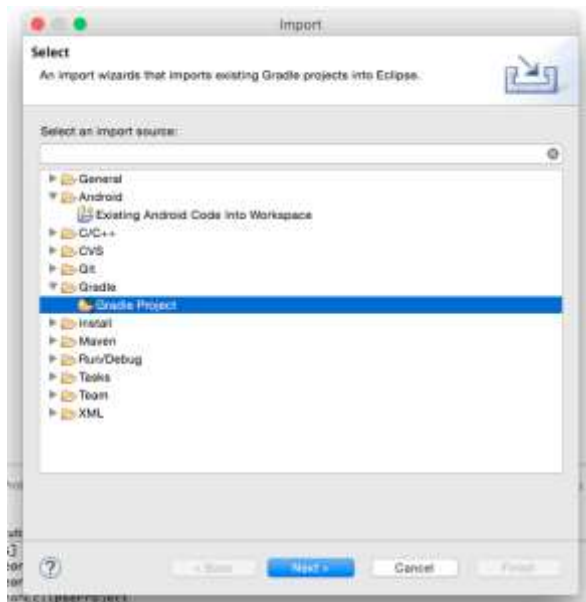 Import
Select
An import wizards that imports existing Gradle projects into Eclipse.
Select an import source:
General
Android
Existing Android Code Into Workspace
C/C++
CVS
Git
Gradle
Gradle Project
Install
Maven
Run/Debug
Tasks
Team
XML
?
< Back
Next >
Cancel
Finish